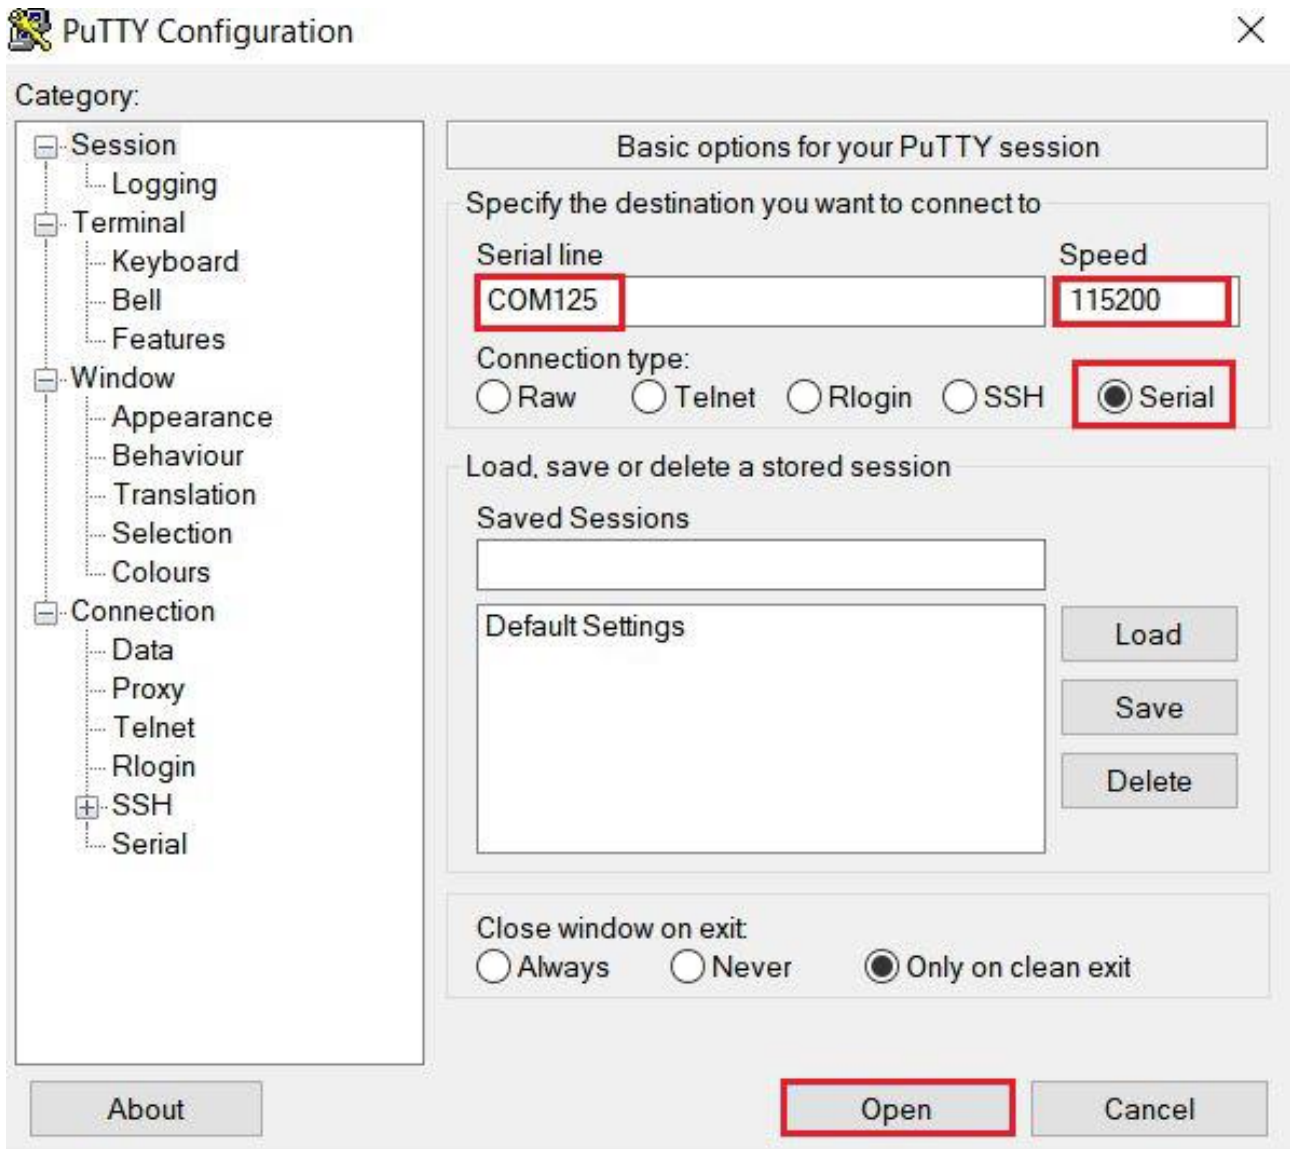 PuTTY Configuration
Category:
Session
Logging
Terminal
Keyboard
Bell
Features
Window
Appearance
Behaviour
Translation
Selection
Colours
Connection
Data
Proxy
Telnet
Rlogin
SSH
Serial
Basic options for your PuTTY session
Specify the destination you want to connect to
Serial line Speed
COM125 115200
Connection type:
Raw Telnet Rlogin SSH Serial
Load, save or delete a stored session
Saved Sessions
Default Settings
Load
Save
Delete
Close window on exit:
Always Never Only on clean exit
About Open Cancel